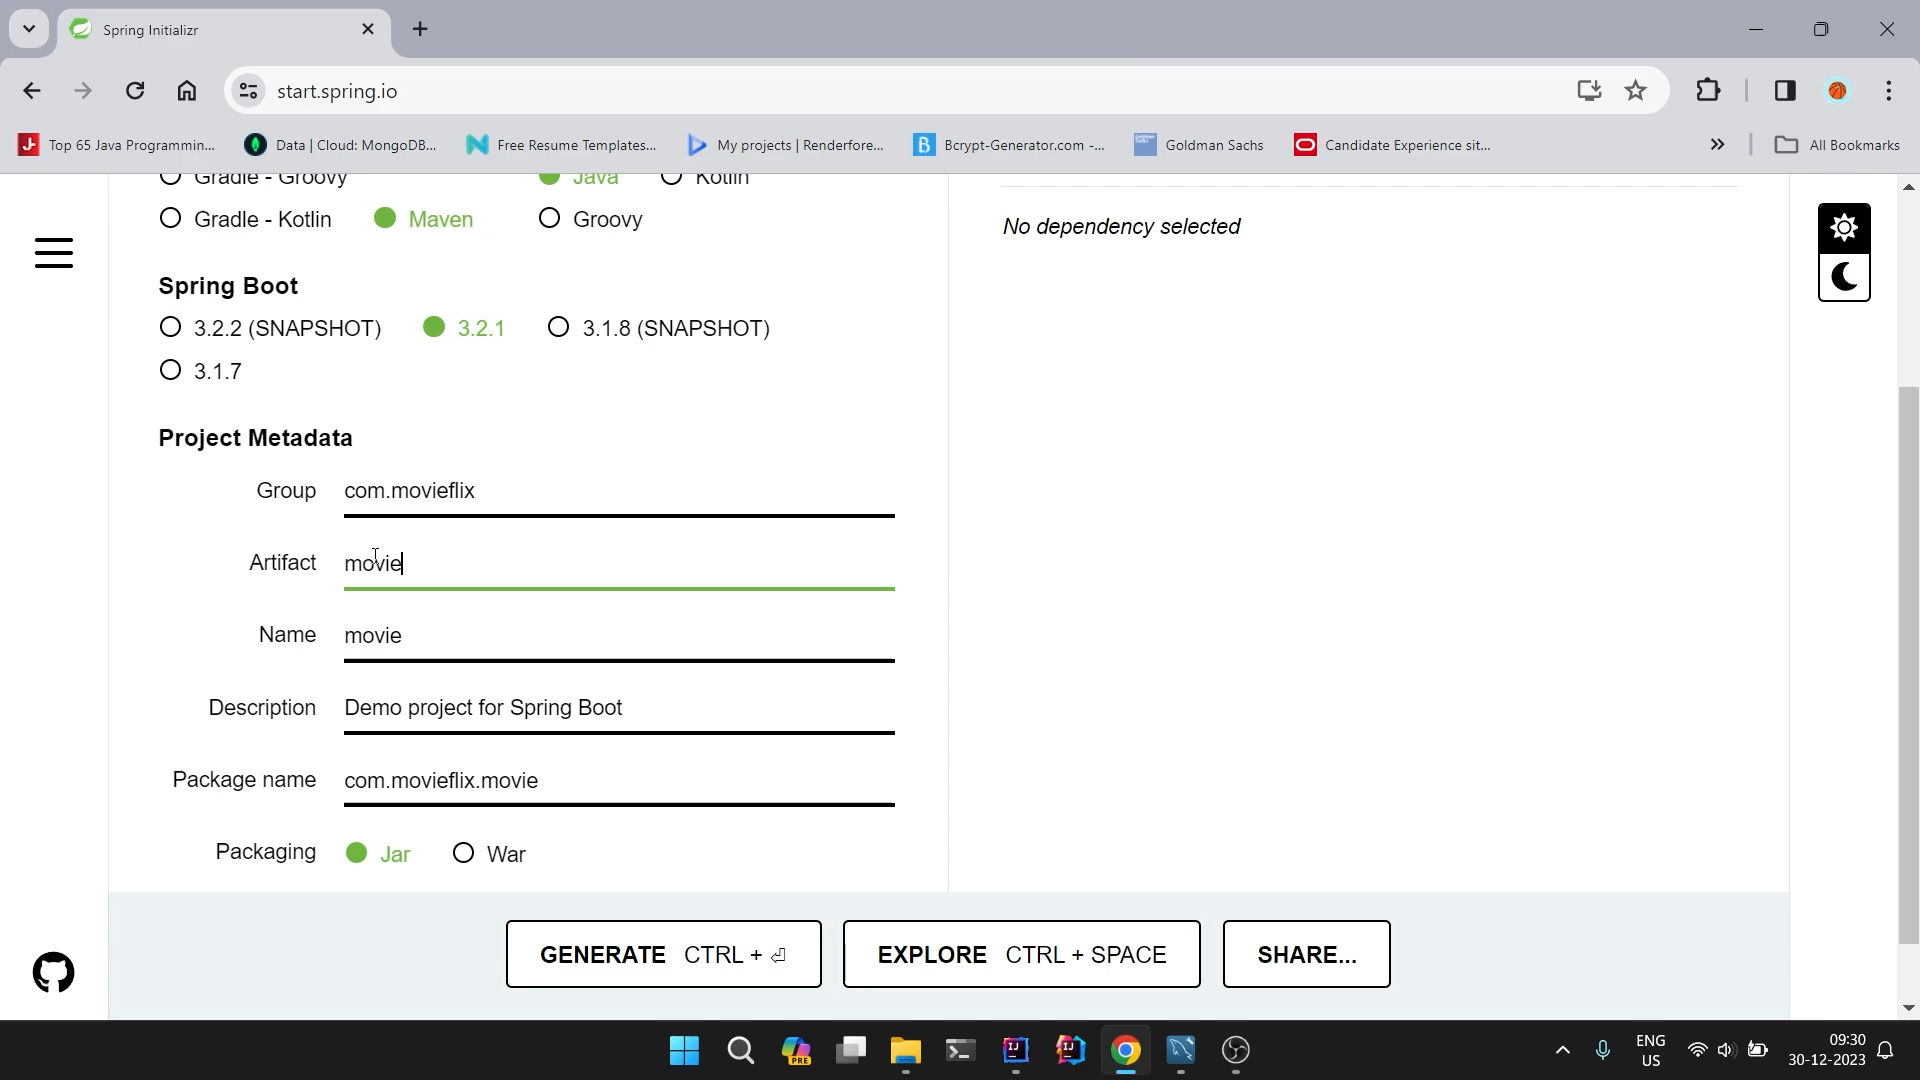 Spring Initializr
start.spring.io
Top 65 Java Programmin...
Data | Cloud: MongoDB...
Free Resume Templates...
My projects | Renderfore...
Bcrypt-Generator.com -...
Goldman Sachs
Candidate Experience sit...
All Bookmarks
Gradle - Groovy
Java
Kotlin
Gradle - Kotlin
Maven
Groovy
No dependency selected
Spring Boot
3.2.2 (SNAPSHOT)
3.2.1
3.1.8 (SNAPSHOT)
3.1.7
Project Metadata
Group com.movieflix
Artifact movie
Name movie
Description Demo project for Spring Boot
Package name com.movieflix.movie
Packaging Jar War
GENERATE CTRL + ⏎
EXPLORE CTRL + SPACE
SHARE...
PRE
ENG
US
09:30
30-12-2023